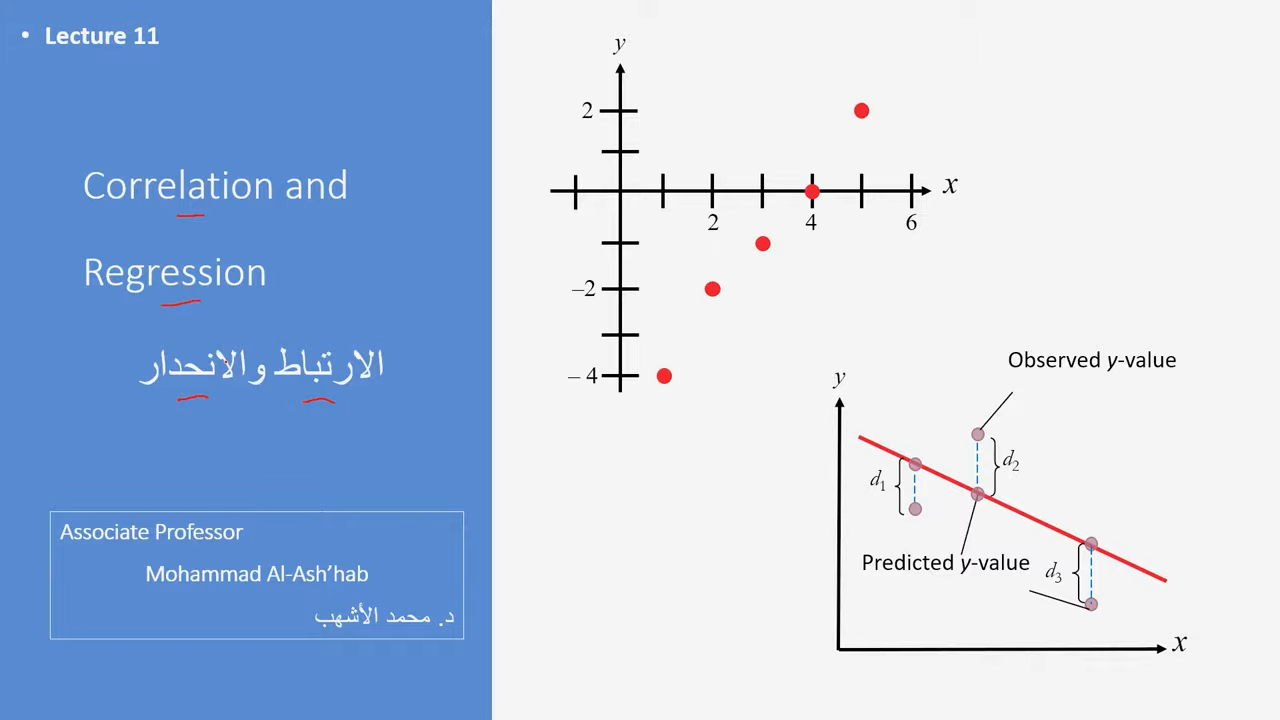 • Lecture 11
Correlation and
Regression
الارتباط والانحدار
Associate Professor
Mohammad Al-Ash’hab
د. محمد الأشهب
y
2
x
2
4
6
–2
– 4
Observed y-value
y
d2
d1
Predicted y-value
d3
x